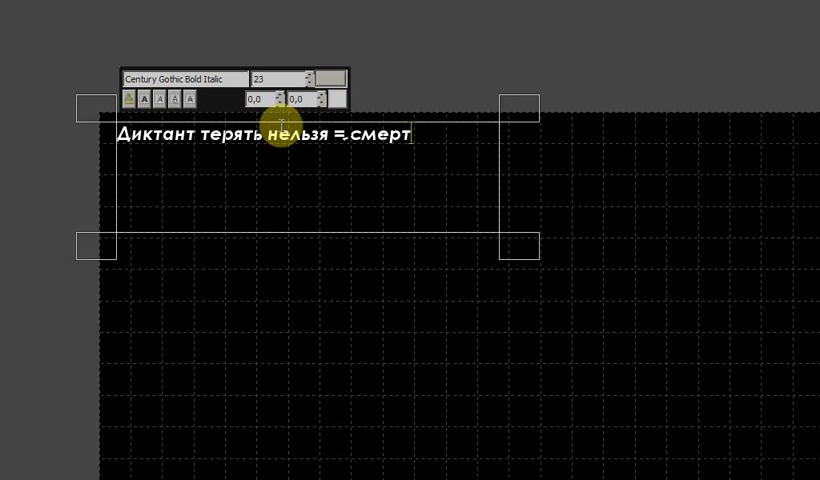 Century Gothic Bold Italic
23
A A A A
0,0 0,0
Диктант терять нельзя = смерт